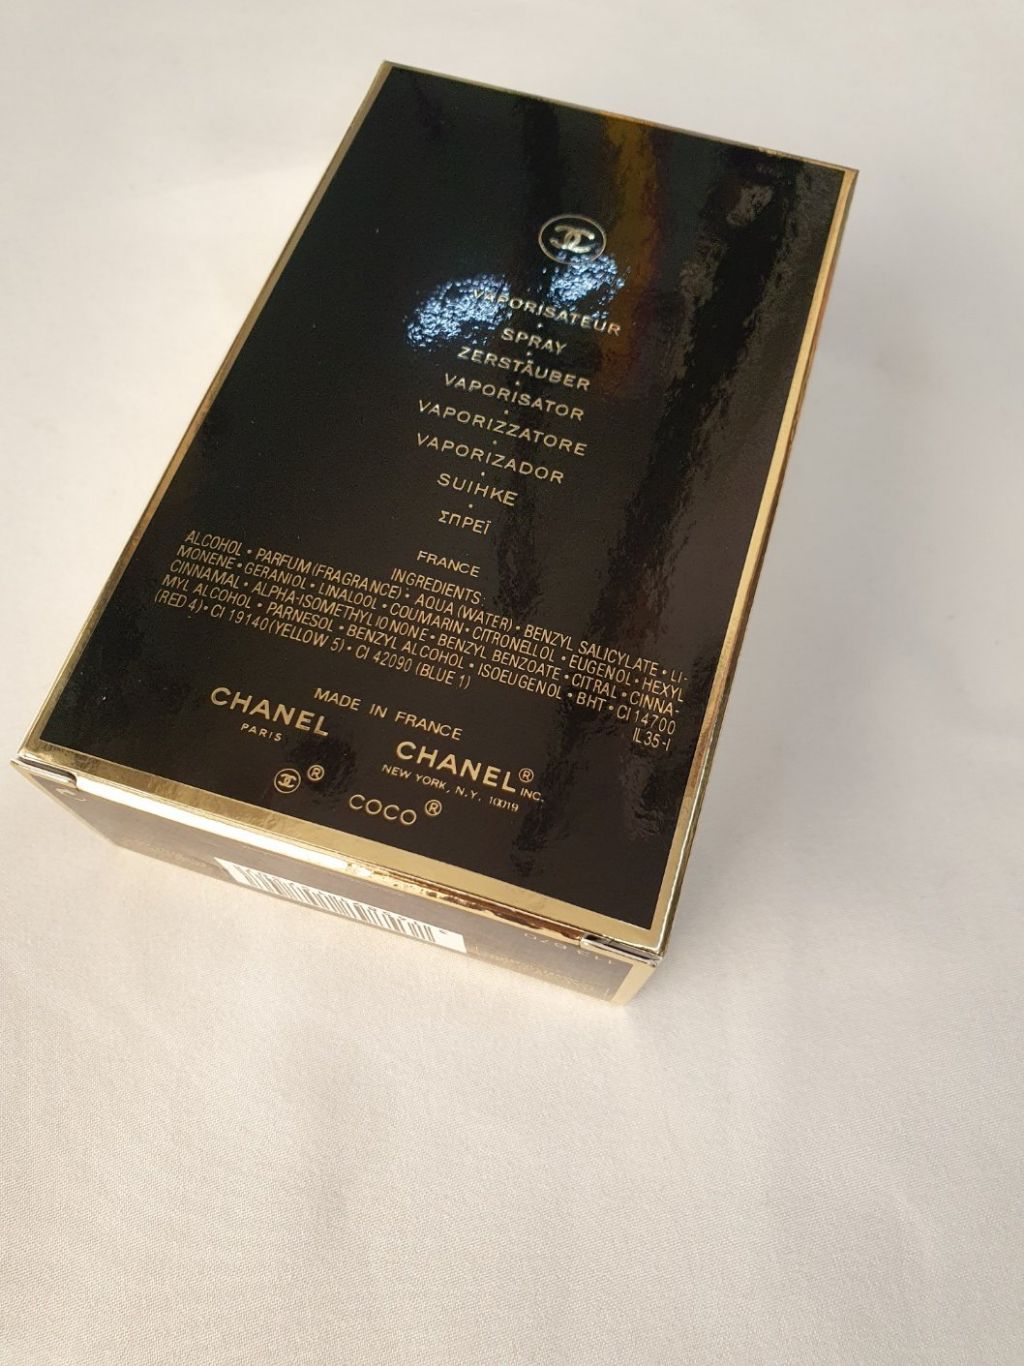 VAPORISATEUR
SPRAY
ZERSTÄUBER
VAPORISATOR
VAPORIZZATORE
VAPORIZADOR
SUIHKE
ΣΠΡΕΪ
FRANCE
INGREDIENTS:
ALCOHOL • PARFUM (FRAGRANCE) • AQUA (WATER) • BENZYL SALICYLATE • LI-
MONENE • GERANIOL • LINALOOL • COUMARIN • CITRONELLOL • EUGENOL • HEXYL
CINNAMAL • ALPHA-ISOMETHYL IONONE • BENZYL BENZOATE • CITRAL • CINNA-
MYL ALCOHOL • PARNESOL • BENZYL ALCOHOL • ISOEUGENOL • BHT • CI 14700
(RED 4) • CI 19140 (YELLOW 5) • CI 42090 (BLUE 1)
IL35-I
MADE IN FRANCE
CHANEL
PARIS
CHANEL® INC.
NEW YORK, N.Y. 10019
®
COCO®